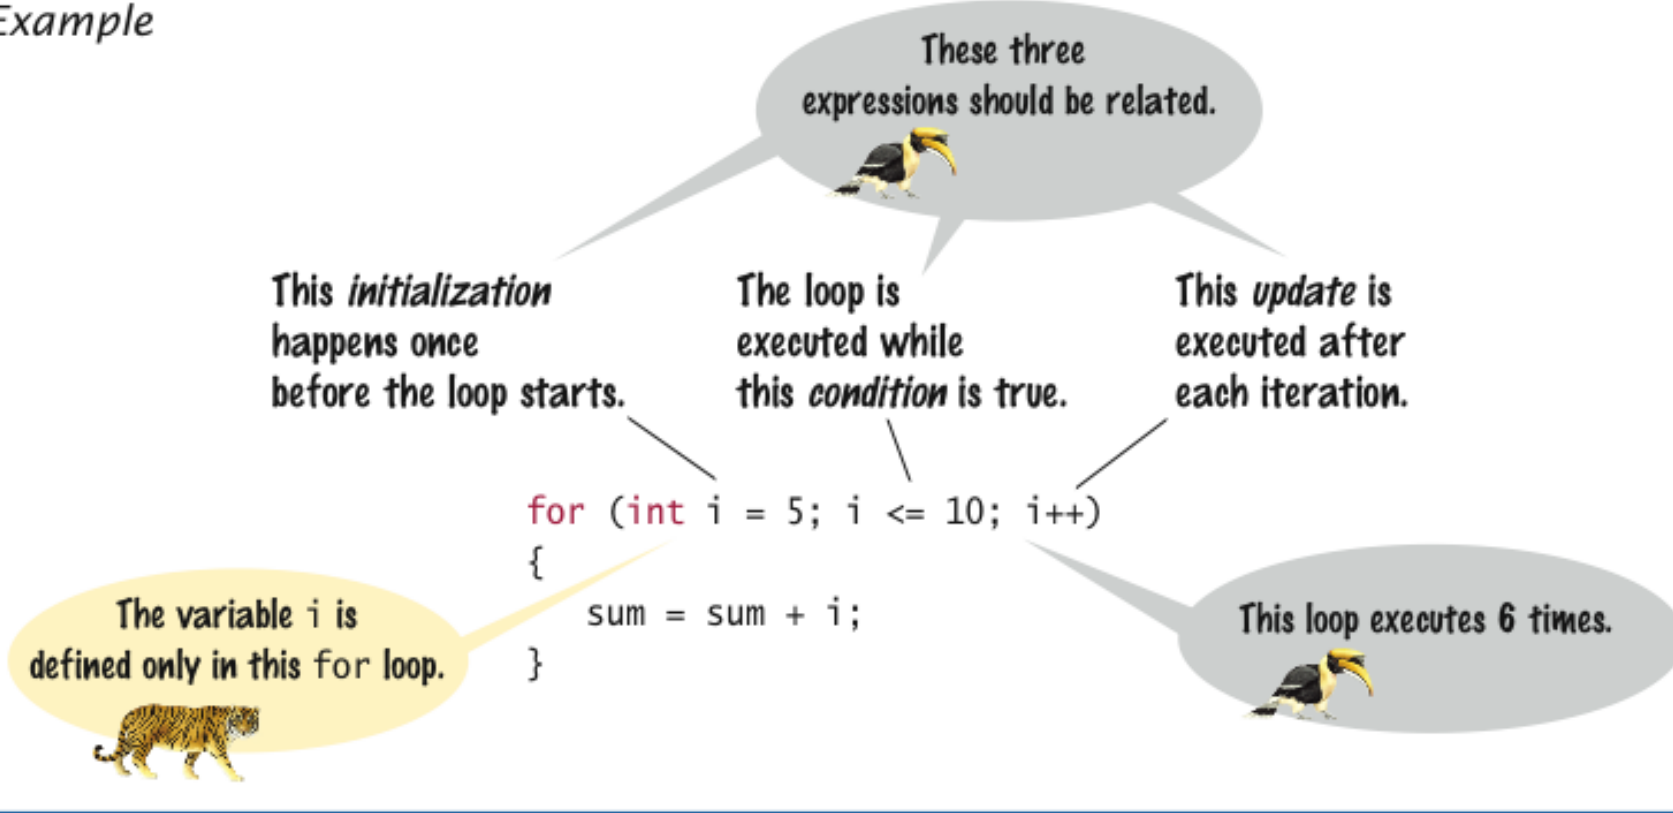 Example
These three
expressions should be related.
This initialization
happens once
before the loop starts.
The loop is
executed while
this condition is true.
This update is
executed after
each iteration.
for (int i = 5; i <= 10; i++)
{
sum = sum + i;
}
The variable i is
defined only in this for loop.
This loop executes 6 times.